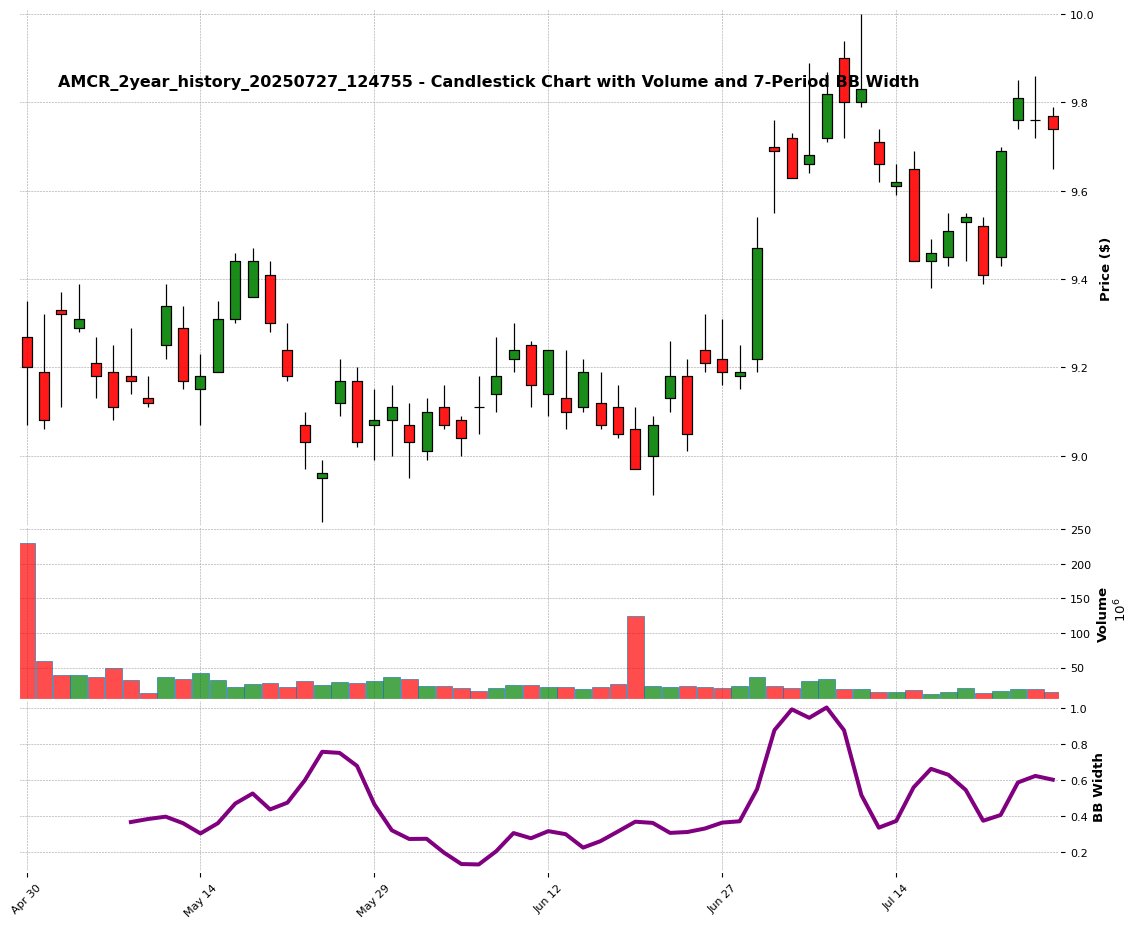 AMCR_2year_history_20250727_124755 - Candlestick Chart with Volume and 7-Period BB Width
10.0
9.8
9.6
9.4
9.2
9.0
Price ($)
250
200
150
100
50
Volume
10^6
1.0
0.8
0.6
0.4
0.2
BB Width
Apr 30
May 14
May 29
Jun 12
Jun 27
Jul 14